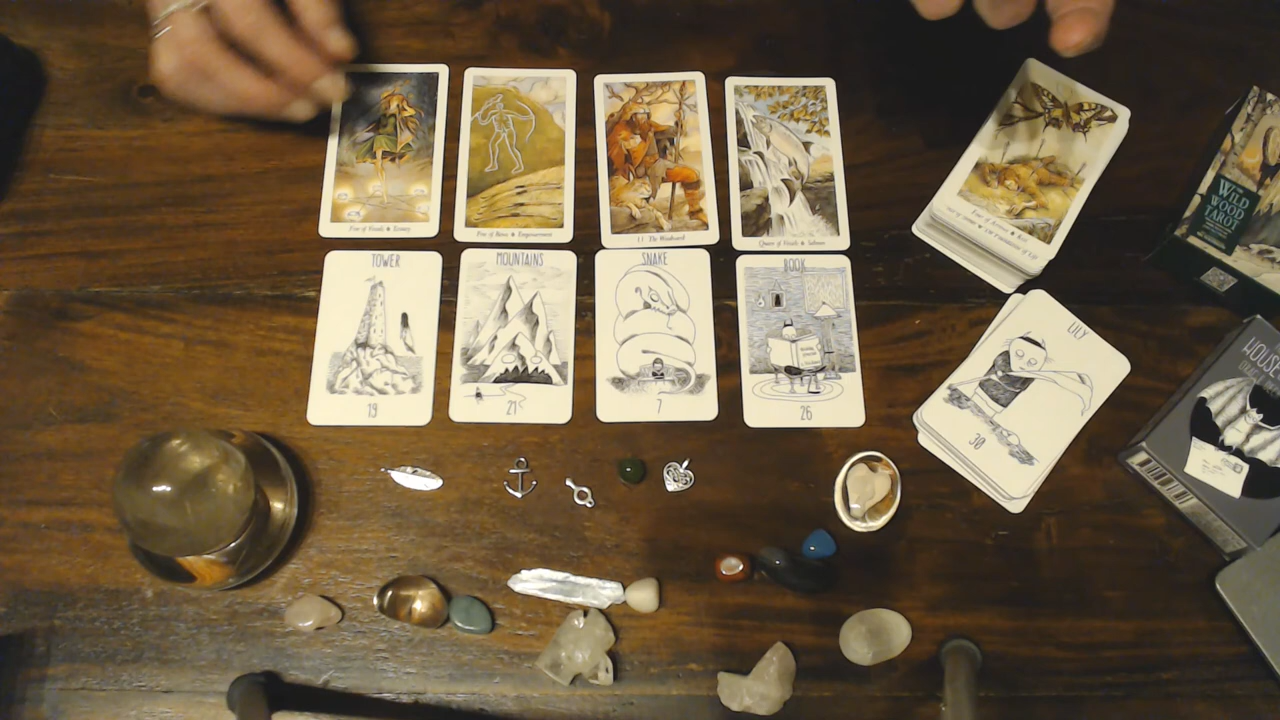 Five of Vessels ◆ Ecstasy
Five of Bows ◆ Empowerment
11 The Woodward
Queen of Vessels ◆ Salmon
TOWER
19
MOUNTAINS
21
SNAKE
7
BOOK
26
LILY
30
THE
WILD
WOOD
TAROT